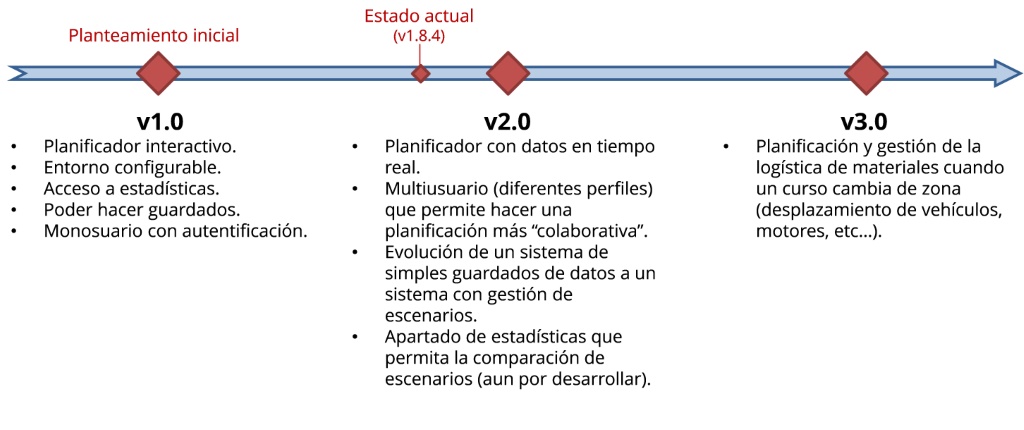 Planteamiento inicial
Estado actual
(v1.8.4)
v1.0
• Planificador interactivo.
• Entorno configurable.
• Acceso a estadísticas.
• Poder hacer guardados.
• Monosuario con autentificación.
v2.0
• Planificador con datos en tiempo
real.
• Multiusuario (diferentes perfiles)
que permite hacer una
planificación más “colaborativa”.
• Evolución de un sistema de
simples guardados de datos a un
sistema con gestión de
escenarios.
• Apartado de estadísticas que
permita la comparación de
escenarios (aun por desarrollar).
v3.0
• Planificación y gestión de la
logística de materiales cuando
un curso cambia de zona
(desplazamiento de vehículos,
motores, etc…).